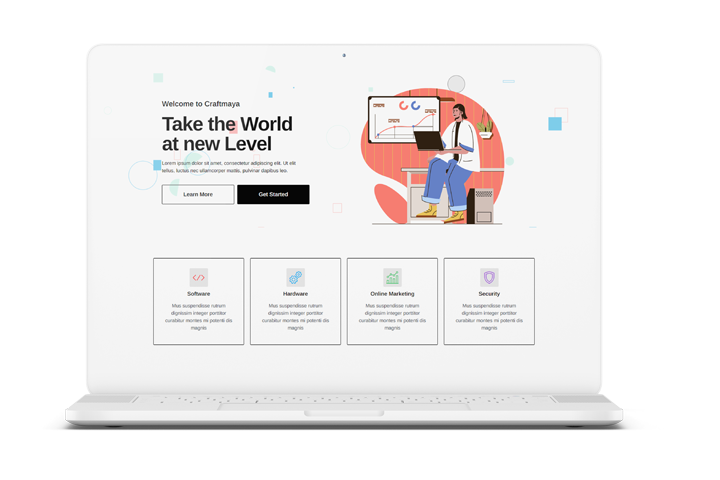 Welcome to Craftmaya
Take the World
at new Level
Lorem ipsum dolor sit amet, consectetur adipiscing elit. Ut elit
tellus, luctus nec ullamcorper mattis, pulvinar dapibus leo.
Learn More
Get Started
Software
Mus suspendisse rutrum
dignissim integer porttitor
curabitur montes mi potenti dis
magnis
Hardware
Mus suspendisse rutrum
dignissim integer porttitor
curabitur montes mi potenti dis
magnis
Online Marketing
Mus suspendisse rutrum
dignissim integer porttitor
curabitur montes mi potenti dis
magnis
Security
Mus suspendisse rutrum
dignissim integer porttitor
curabitur montes mi potenti dis
magnis